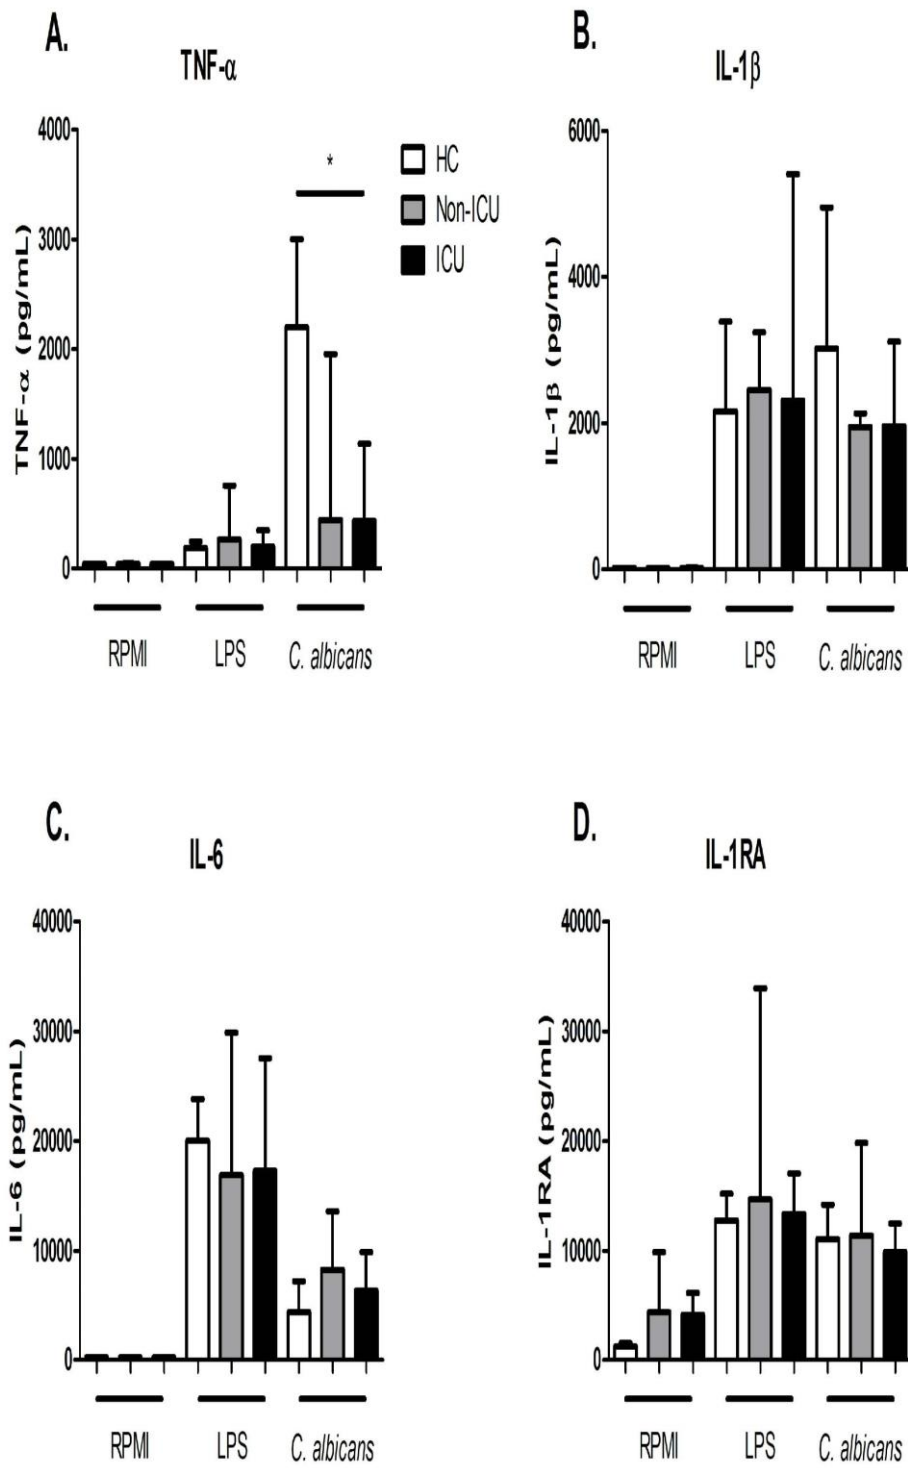 A.
TNF-α
TNF-α (pg/mL)
4000
3000
2000
1000
0
*
HC
Non-ICU
ICU
RPMI
LPS
C. albicans
B.
IL-1β
IL-1β (pg/mL)
6000
4000
2000
0
RPMI
LPS
C. albicans
C.
IL-6
IL-6 (pg/mL)
40000
30000
20000
10000
0
RPMI
LPS
C. albicans
D.
IL-1RA
IL-1RA (pg/mL)
40000
30000
20000
10000
0
RPMI
LPS
C. albicans